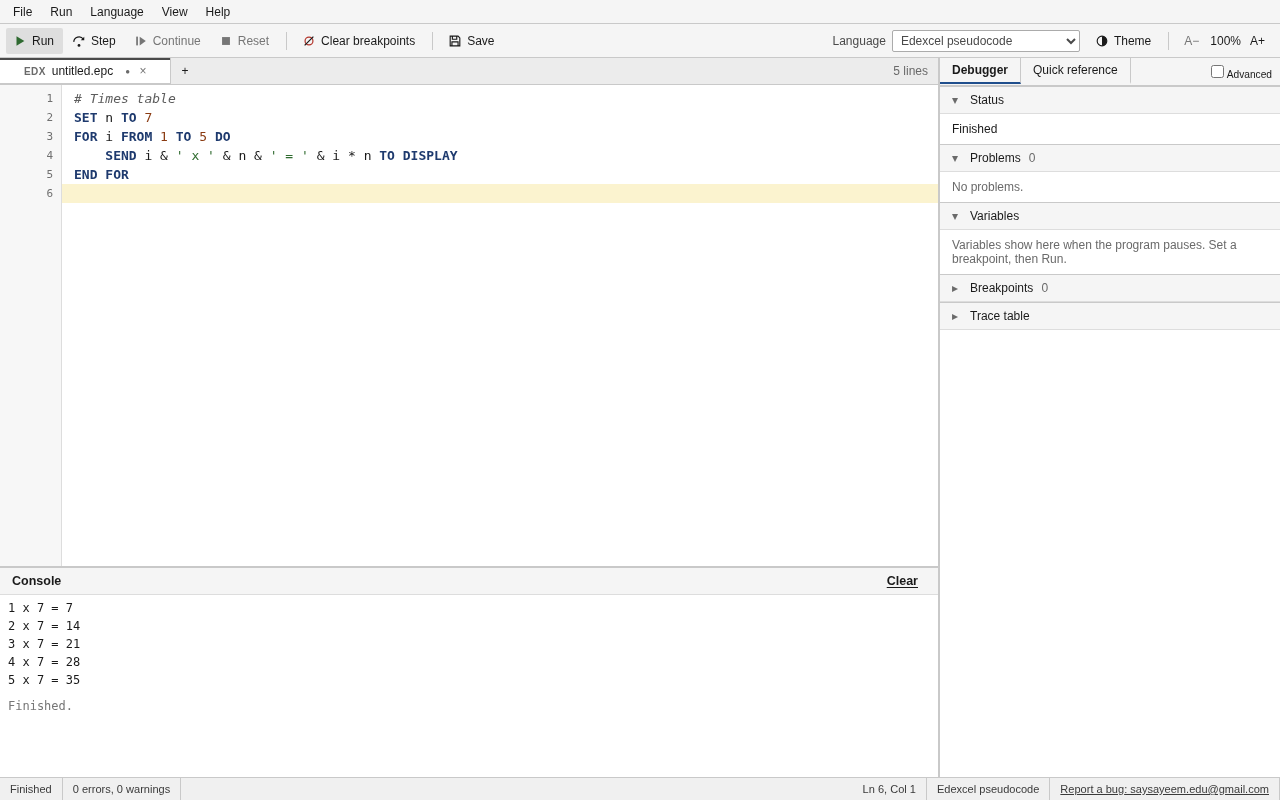 File Run Language View Help
Run Step Continue Reset Clear breakpoints Save Language Edexcel pseudocode Theme A− 100% A+
EDX untitled.epc • × + 5 lines
Debugger Quick reference Advanced
1 # Times table
2 SET n TO 7
3 FOR i FROM 1 TO 5 DO
4 SEND i & ' x ' & n & ' = ' & i * n TO DISPLAY
5 END FOR
6
▾ Status
Finished
▾ Problems 0
No problems.
▾ Variables
Variables show here when the program pauses. Set a
breakpoint, then Run.
▸ Breakpoints 0
▸ Trace table
Console Clear
1 x 7 = 7
2 x 7 = 14
3 x 7 = 21
4 x 7 = 28
5 x 7 = 35
Finished.
Finished 0 errors, 0 warnings Ln 6, Col 1 Edexcel pseudocode Report a bug: saysayeem.edu@gmail.com